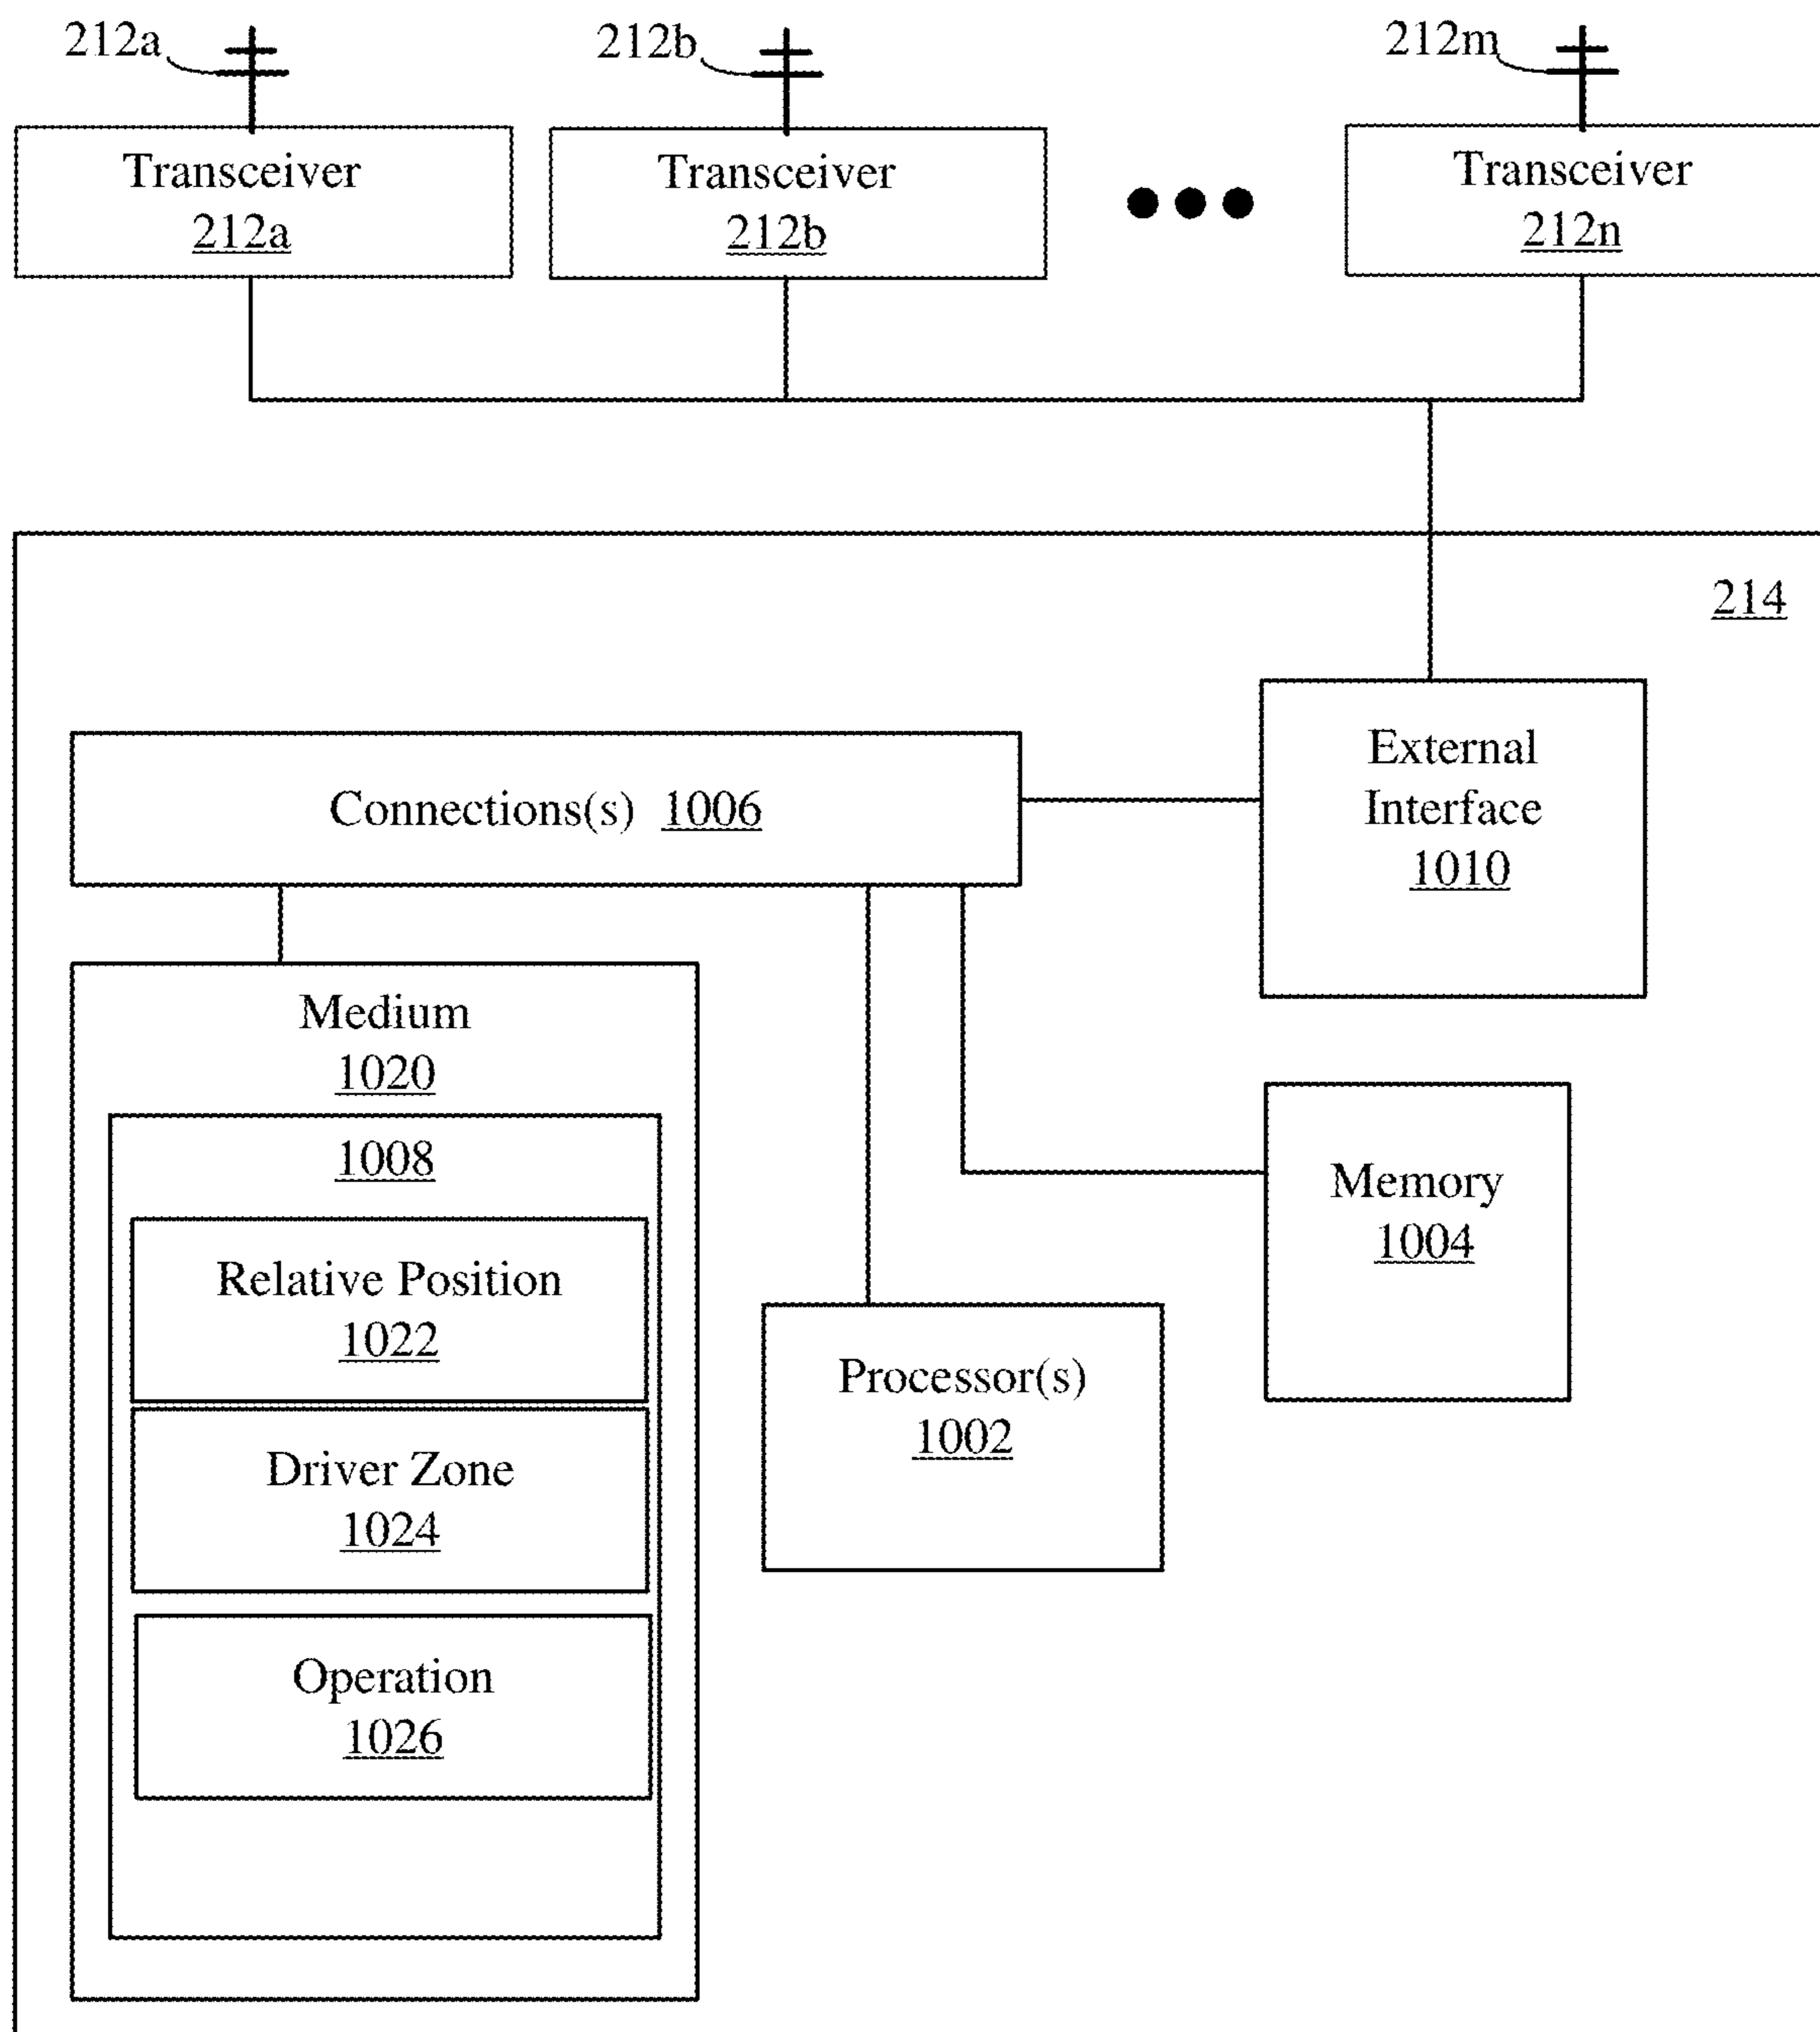 212a
212b
212m
Transceiver
212a
Transceiver
212b
Transceiver
212n
214
External
Interface
1010
Connections(s) 1006
Medium
1020
1008
Relative Position
1022
Driver Zone
1024
Operation
1026
Processor(s)
1002
Memory
1004